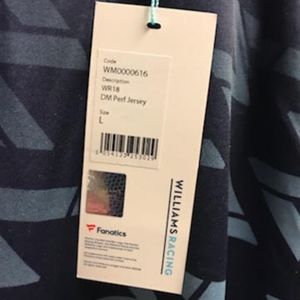 Code
WM0000616
Description
WR18
DM Perf Jersey
Size
L
Fanatics
WILLIAMS RACING